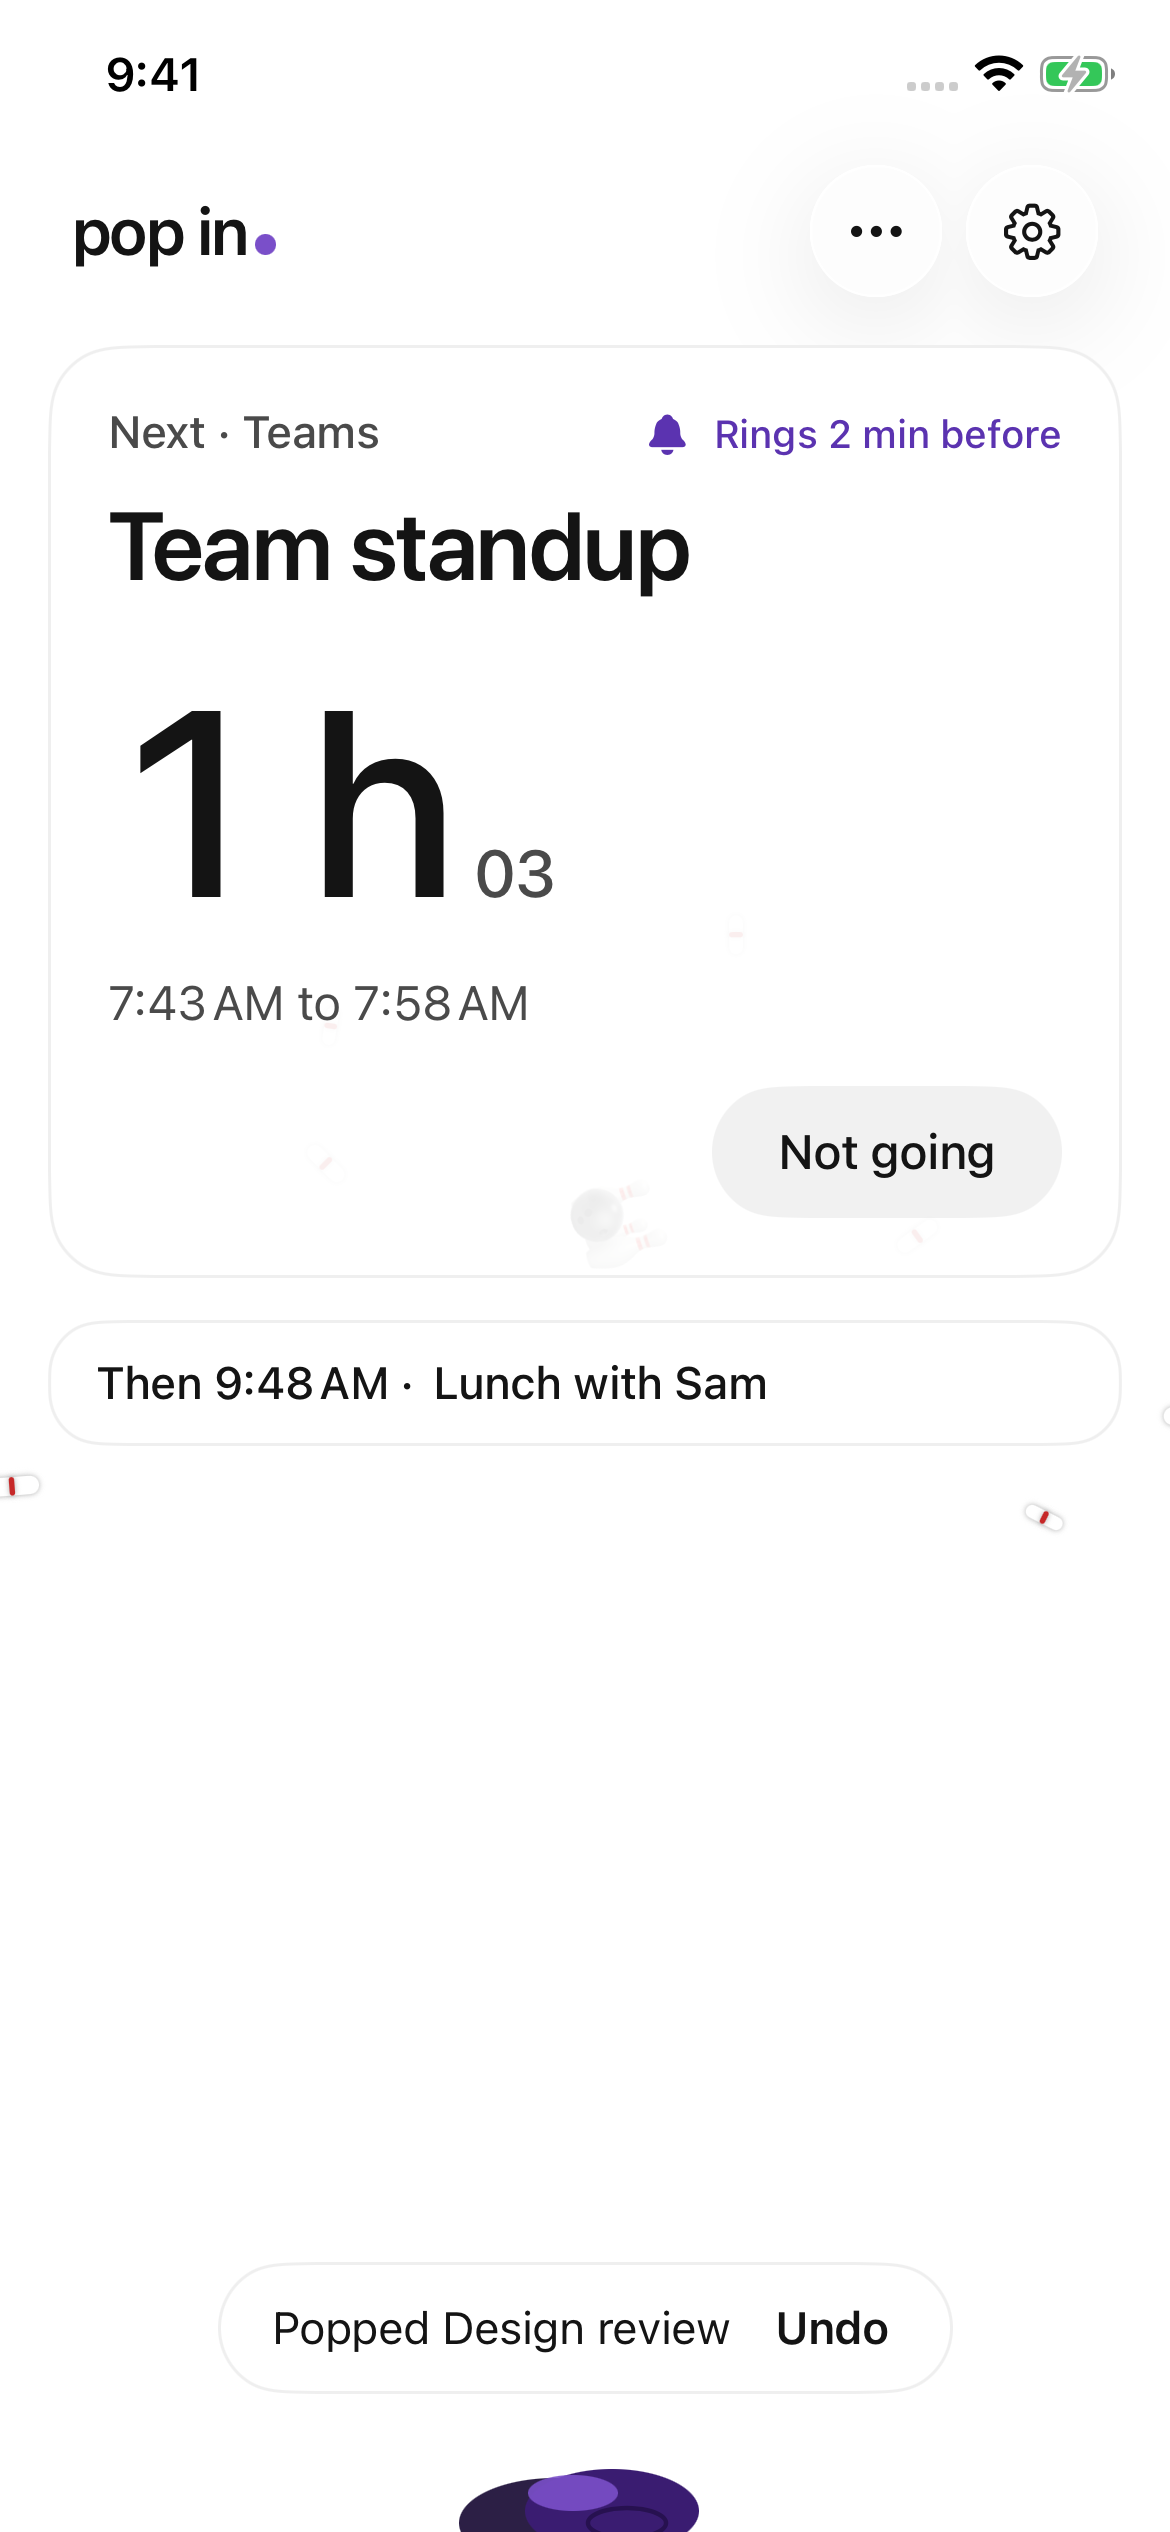 9:41
pop in.
Next · Teams
Rings 2 min before
Team standup
1 h 03
7:43 AM to 7:58 AM
Not going
Then 9:48 AM · Lunch with Sam
Popped Design review Undo